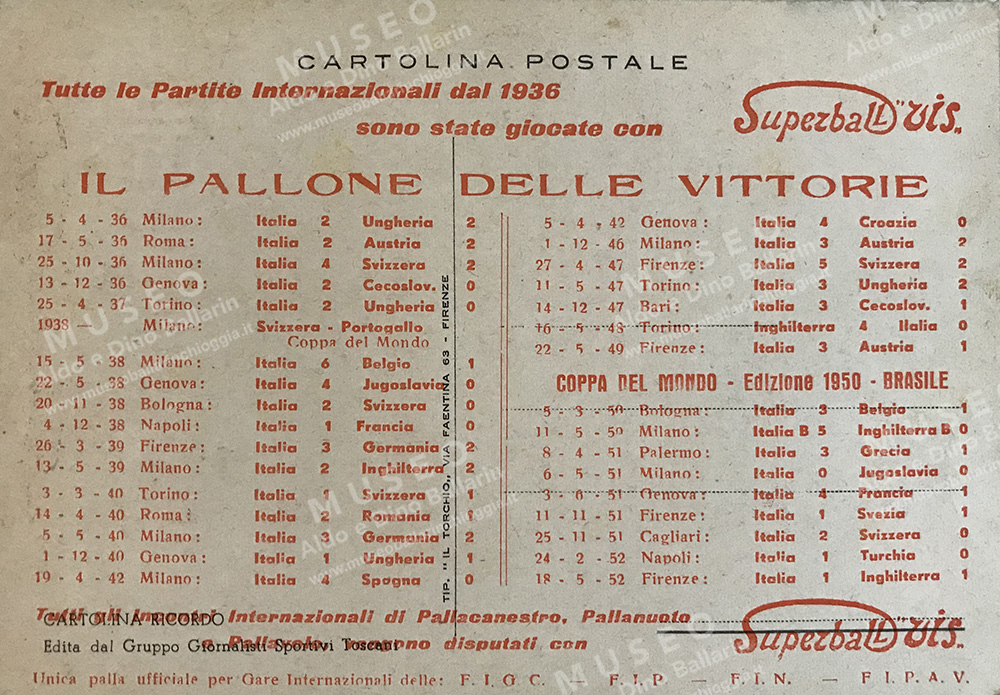 CARTOLINA POSTALE
Tutte le Partite Internazionali dal 1936
sono state giocate con
Superball "Vis„
IL PALLONE DELLE VITTORIE
5 - 4 - 36 Milano: Italia 2 Ungheria 2
17 - 5 - 36 Roma: Italia 2 Austria 2
25 - 10 - 36 Milano: Italia 4 Svizzera 2
13 - 12 - 36 Genova: Italia 2 Cecoslov. 0
25 - 4 - 37 Torino: Italia 2 Ungheria 0
1938 — Milano: Svizzera - Portogallo
Coppa del Mondo
15 - 5 - 38 Milano: Italia 6 Belgio 1
22 - 5 - 38 Genova: Italia 4 Jugoslavia 0
20 - 11 - 38 Bologna: Italia 2 Svizzera 0
4 - 12 - 38 Napoli: Italia 1 Francia 0
26 - 3 - 39 Firenze: Italia 3 Germania 2
13 - 5 - 39 Milano: Italia 2 Inghilterra 2
3 - 3 - 40 Torino: Italia 1 Svizzera 1
14 - 4 - 40 Roma: Italia 2 Romania 1
5 - 5 - 40 Milano: Italia 3 Germania 2
1 - 12 - 40 Genova: Italia 1 Ungheria 1
19 - 4 - 42 Milano: Italia 4 Spagna 0
TIP. "IL TORCHIO„ VIA FAENTINA 63 - FIRENZE
5 - 4 - 42 Genova: Italia 4 Croazia 0
1 - 12 - 46 Milano: Italia 3 Austria 2
27 - 4 - 47 Firenze: Italia 5 Svizzera 2
11 - 5 - 47 Torino: Italia 3 Ungheria 2
14 - 12 - 47 Bari: Italia 3 Cecoslov. 1
16 - 5 - 48 Torino: Inghilterra 4 Italia 0
22 - 5 - 49 Firenze: Italia 3 Austria 1
COPPA DEL MONDO - Edizione 1950 - BRASILE
5 - 3 - 50 Bologna: Italia 3 Belgio 1
11 - 5 - 50 Milano: Italia B 5 Inghilterra B 0
8 - 4 - 51 Palermo: Italia 3 Grecia 1
6 - 5 - 51 Milano: Italia 0 Jugoslavia 0
3 - 6 - 51 Genova: Italia 4 Francia 1
11 - 11 - 51 Firenze: Italia 1 Svezia 1
25 - 11 - 51 Cagliari: Italia 2 Svizzera 0
24 - 2 - 52 Napoli: Italia 1 Turchia 0
18 - 5 - 52 Firenze: Italia 1 Inghilterra 1
Tutti gli Incontri Internazionali di Pallacanestro, Pallanuoto
CARTOLINA RICORDO
e Pallavolo vengono disputati con
Edita dal Gruppo Giornalisti Sportivi Toscani
Superball Vis„
Unica palla ufficiale per Gare Internazionali delle: F. I. G. C. — F. I. P. — F. I. N. — F. I. P. A. V.
MUSEO
Aldo e Dino Ballarin
www.museoballarinchioggia.it